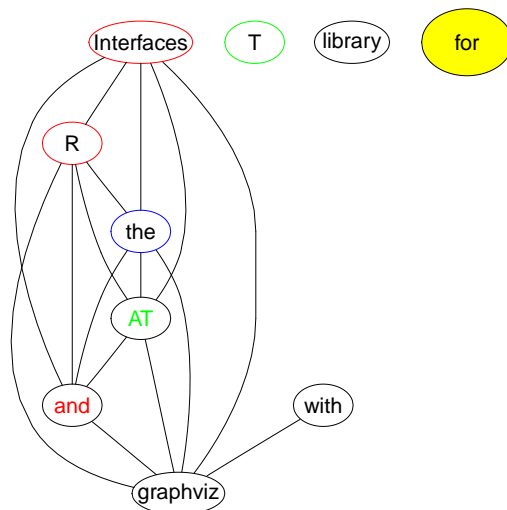 Interfaces
T
library
for
R
the
AT
and
with
graphviz